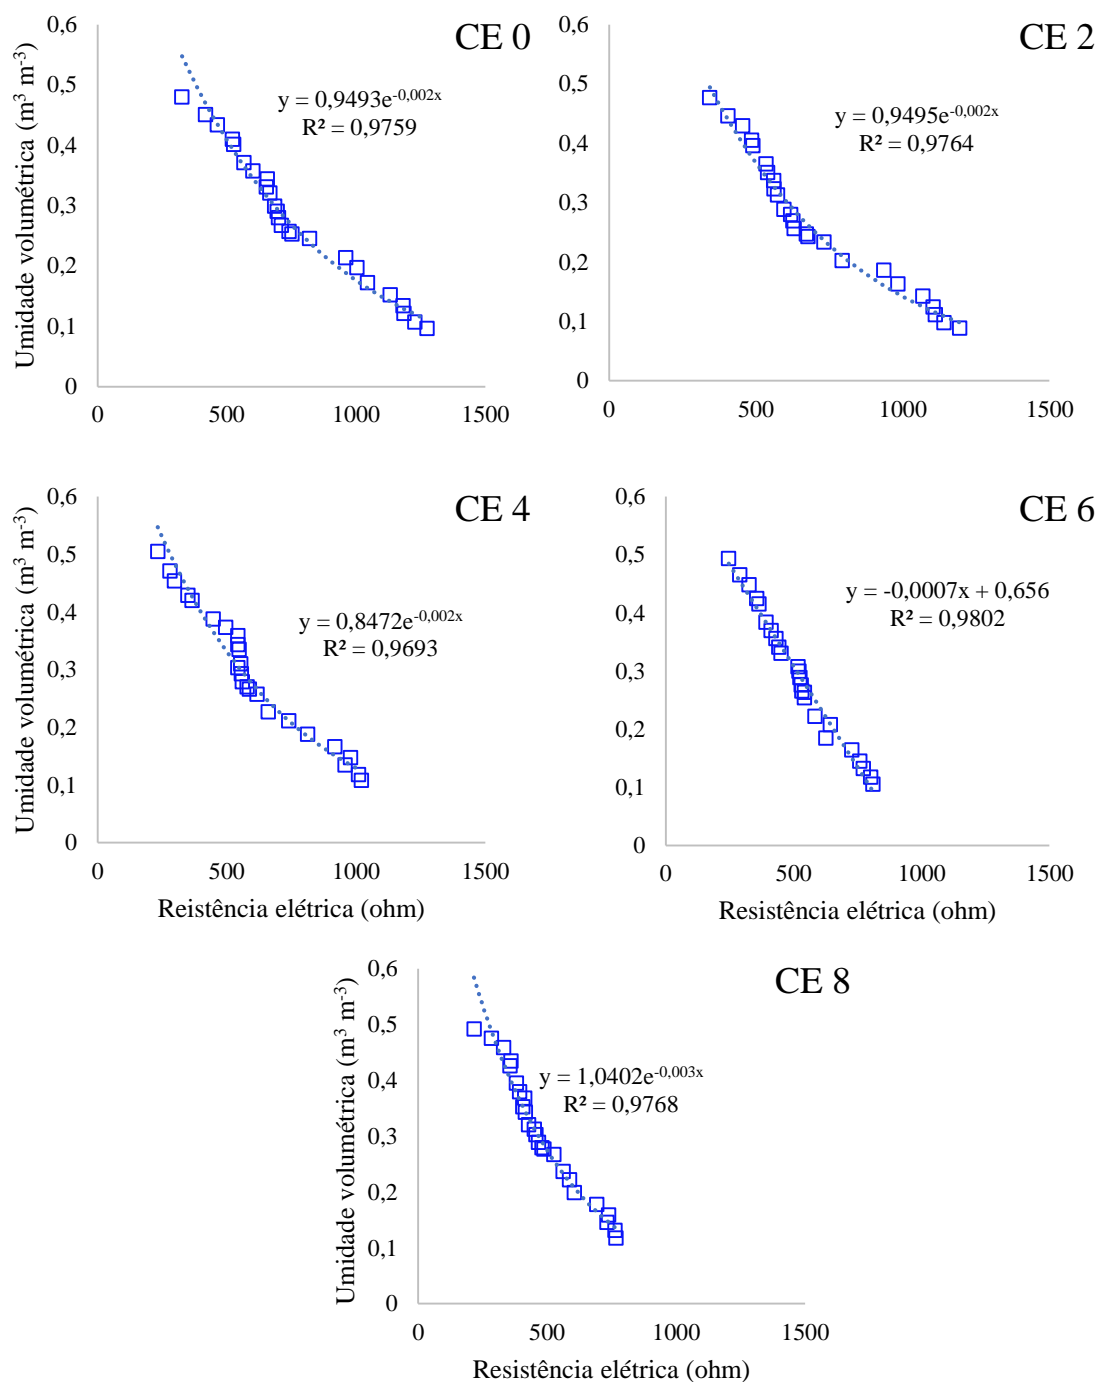 CE 0
Umidade volumétrica (m³ m⁻³)
0,6
0,5
0,4
0,3
0,2
0,1
0
y = 0,9493e^-0,002x
R² = 0,9759
0
500
1000
1500
CE 2
0,6
0,5
0,4
0,3
0,2
0,1
0
y = 0,9495e^-0,002x
R² = 0,9764
0
500
1000
1500
CE 4
Umidade volumétrica (m³ m⁻³)
0,6
0,5
0,4
0,3
0,2
0,1
0
y = 0,8472e^-0,002x
R² = 0,9693
0
500
1000
1500
Reistência elétrica (ohm)
CE 6
0,6
0,5
0,4
0,3
0,2
0,1
0
y = -0,0007x + 0,656
R² = 0,9802
0
500
1000
1500
Resistência elétrica (ohm)
CE 8
Umidade volumétrica (m³ m⁻³)
0,6
0,5
0,4
0,3
0,2
0,1
0
y = 1,0402e^-0,003x
R² = 0,9768
0
500
1000
1500
Resistência elétrica (ohm)